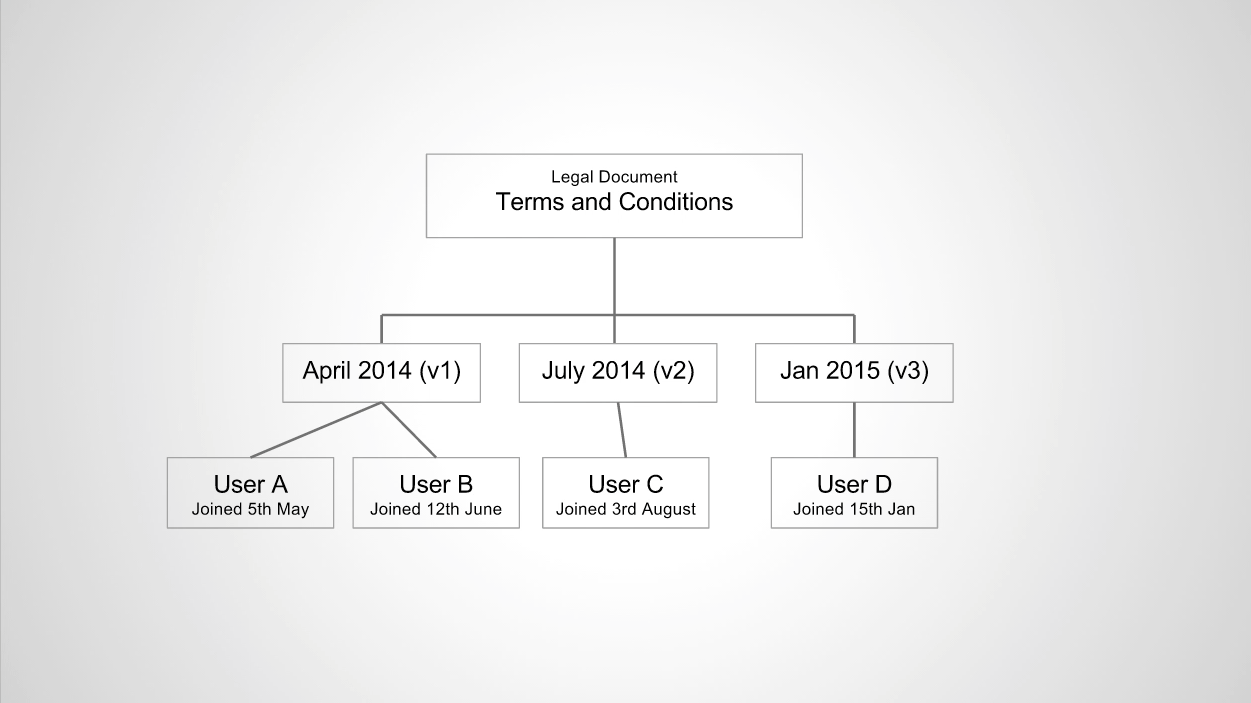 Legal Document
Terms and Conditions
April 2014 (v1)
July 2014 (v2)
Jan 2015 (v3)
User A
Joined 5th May
User B
Joined 12th June
User C
Joined 3rd August
User D
Joined 15th Jan